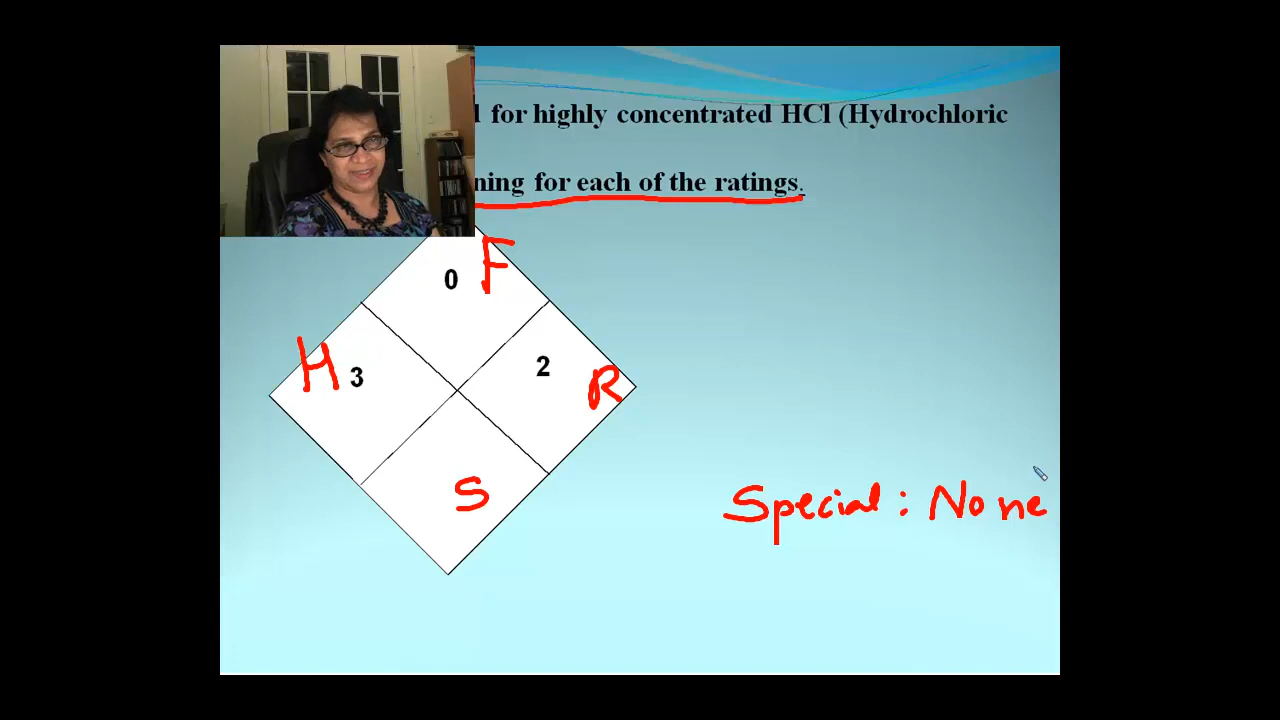 for highly concentrated HCl (Hydrochloric
ning for each of the ratings.
0 F
H 3
2 R
S
Special : None